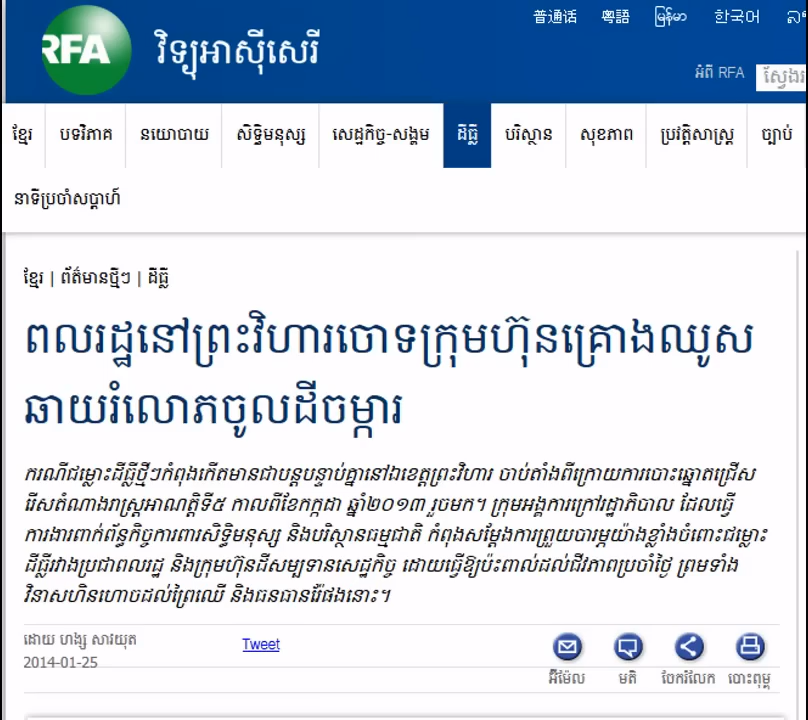 普通话 粤語 မြန်မာ 한국어
RFA វិទ្យុអាស៊ីសេរី
អំពី RFA
ខ្មែរ បទវិភាគ នយោបាយ សិទ្ធិមនុស្ស សេដ្ឋកិច្ច-សង្គម ដីធ្លី បរិស្ថាន សុខភាព ប្រវត្តិសាស្ត្រ ច្បាប់
នាទីប្រចាំសប្ដាហ៍
ខ្មែរ | ព័ត៌មានថ្មីៗ | ដីធ្លី
ពលរដ្ឋនៅព្រះវិហារចោទក្រុមហ៊ុនគ្រោងឈូស
ឆាយរំលោភចូលដីចម្ការ
ករណីជម្លោះដីធ្លីថ្មីៗកំពុងកើតមានជាបន្តបន្ទាប់គ្នានៅឯខេត្តព្រះវិហារ ចាប់តាំងពីក្រោយការបោះឆ្នោតជ្រើស
រើសតំណាងរាស្ត្រអាណត្តិទី៥ កាលពីខែកក្កដា ឆ្នាំ២០១៣ រួចមក។ ក្រុមអង្គការក្រៅរដ្ឋាភិបាល ដែលធ្វើ
ការងារពាក់ព័ន្ធកិច្ចការពារសិទ្ធិមនុស្ស និងបរិស្ថានធម្មជាតិ កំពុងសម្ដែងការព្រួយបារម្ភយ៉ាងខ្លាំងចំពោះជម្លោះ
ដីធ្លីរវាងប្រជាពលរដ្ឋ និងក្រុមហ៊ុនដីសម្បទានសេដ្ឋកិច្ច ដោយធ្វើឱ្យប៉ះពាល់ដល់ជីវភាពប្រចាំថ្ងៃ ព្រមទាំង
វិនាសហិនហោចដល់ព្រៃឈើ និងធនធានរ៉ែផងនោះ។
ដោយ ហង្ស សាវយុត
2014-01-25
Tweet
អ៊ីម៉ែល មតិ ចែករំលែក បោះពុម្ព